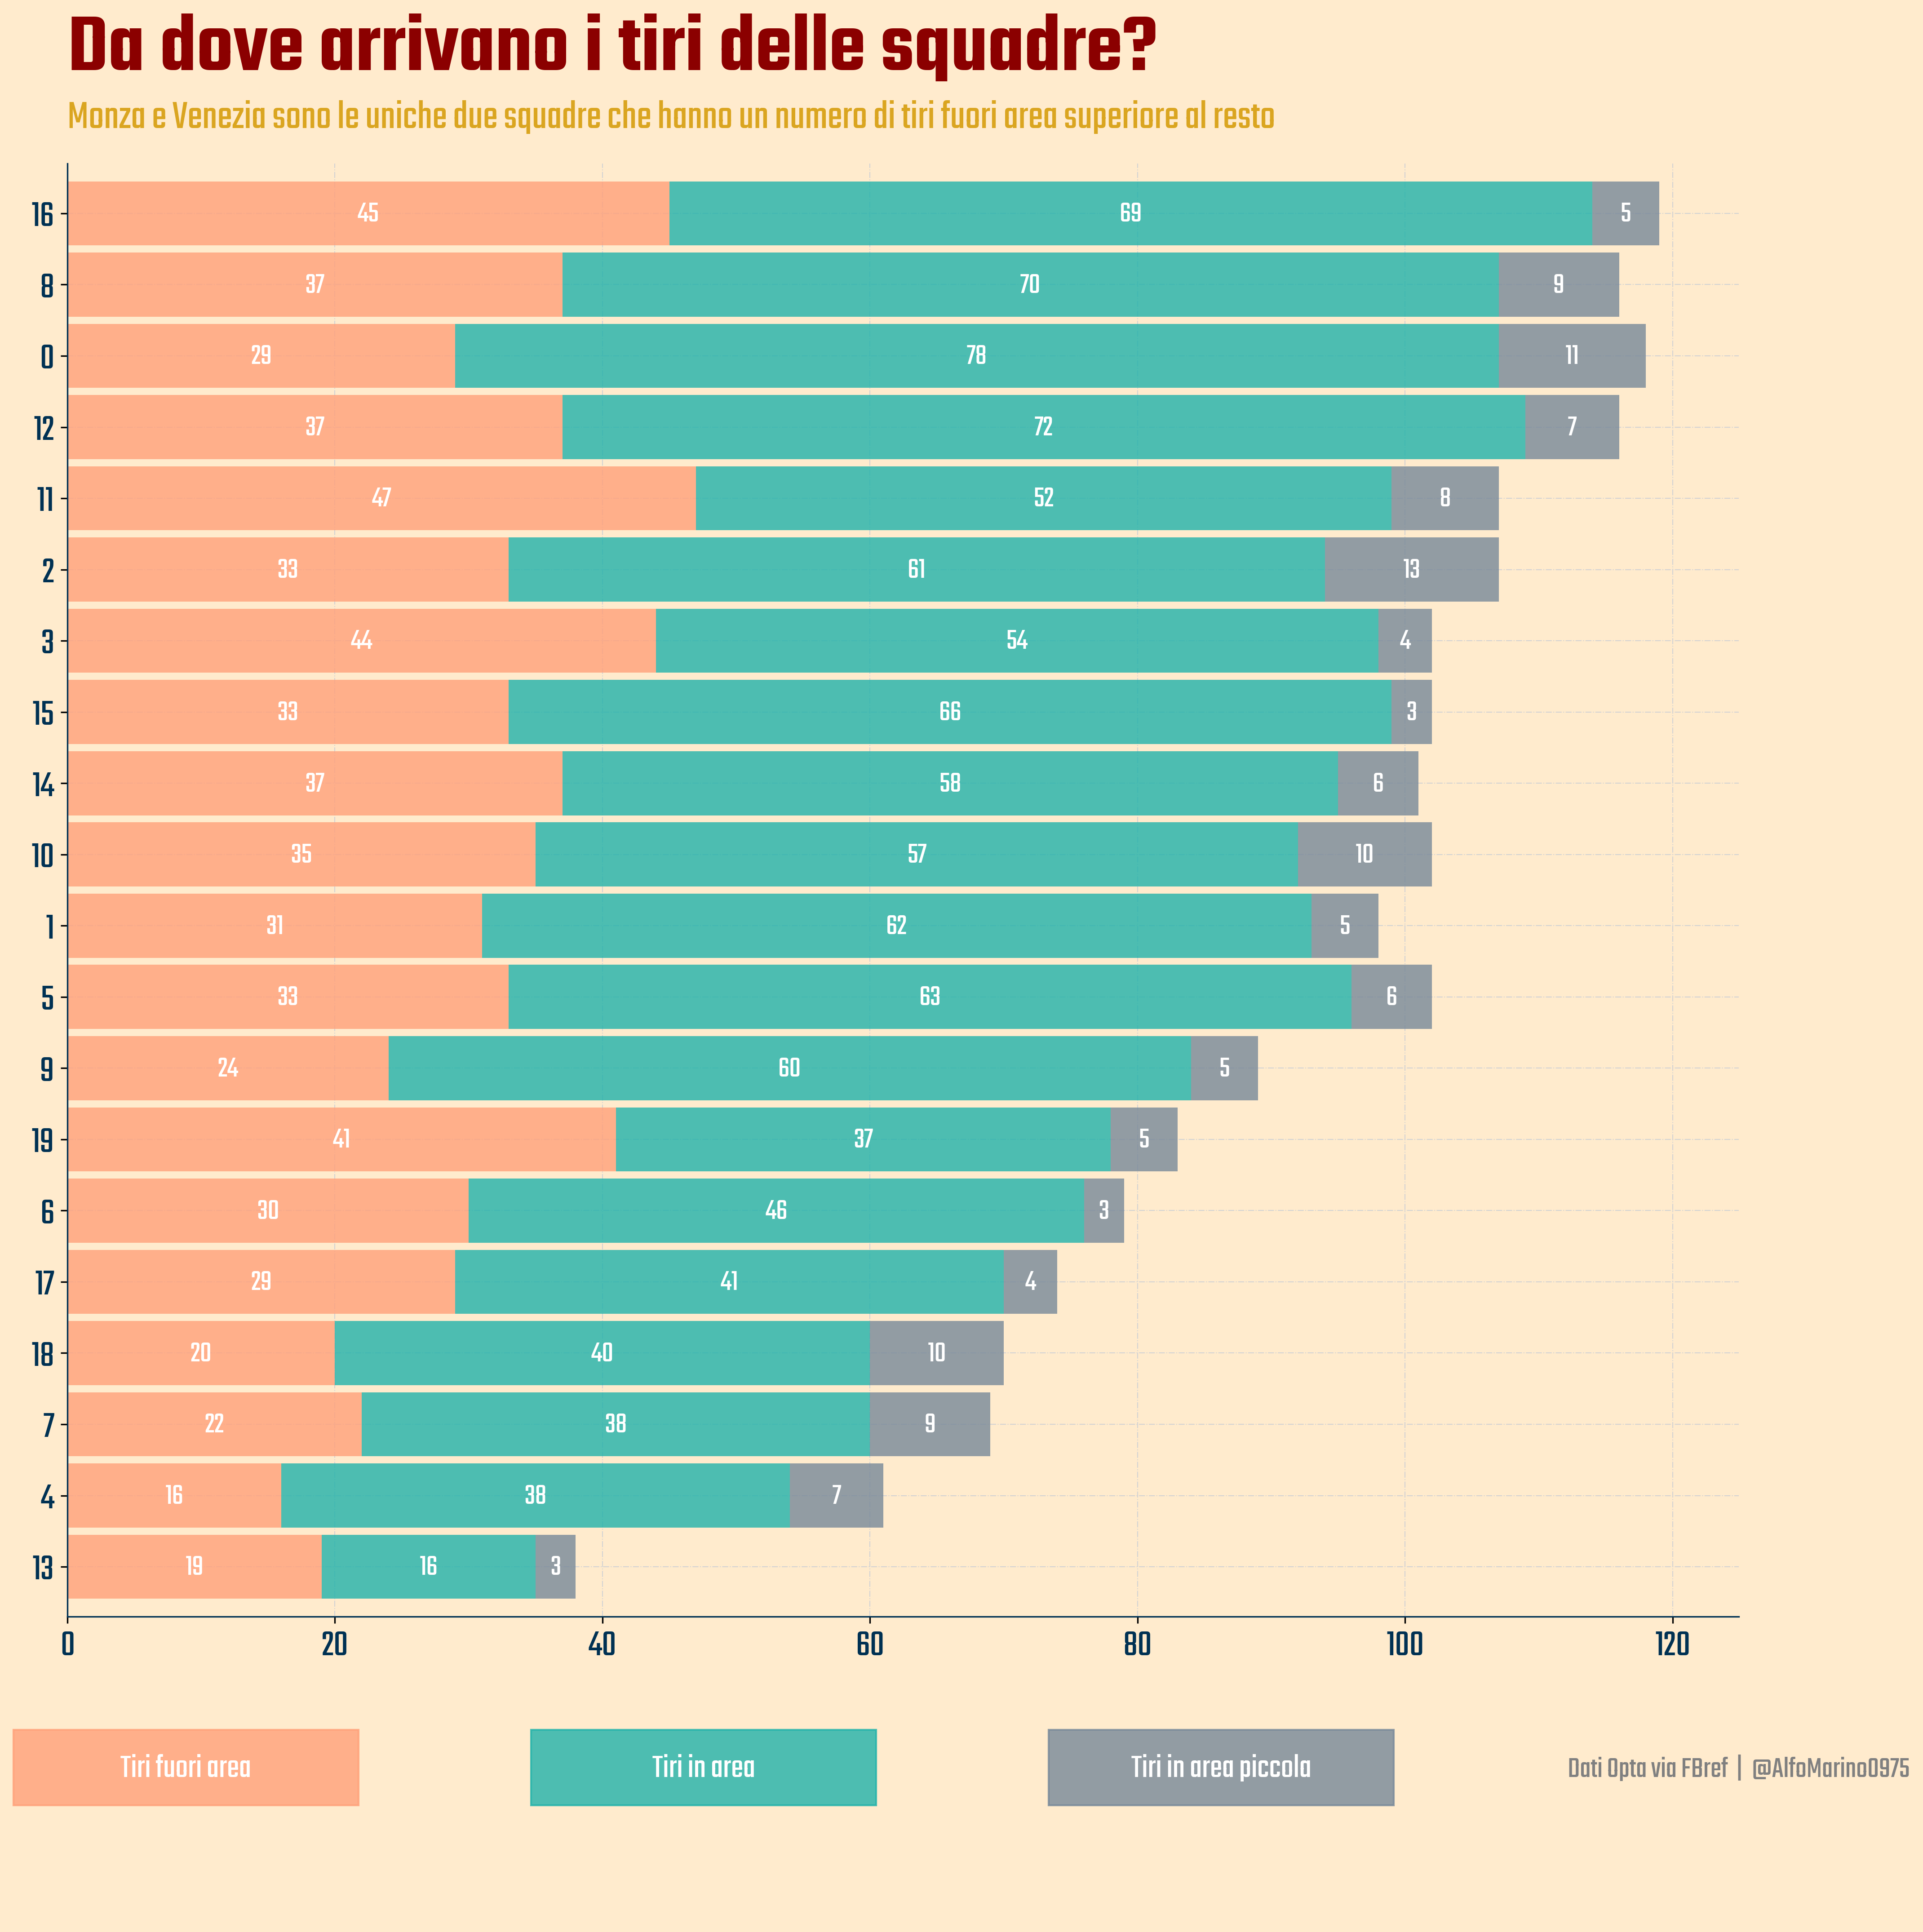 Da dove arrivano i tiri delle squadre?
Monza e Venezia sono le uniche due squadre che hanno un numero di tiri fuori area superiore al resto
16 45 69 5
8 37 70 9
0 29 78 11
12 37 72 7
11 47 52 8
2 33 61 13
3 44 54 4
15 33 66 3
14 37 58 6
10 35 57 10
1 31 62 5
5 33 63 6
9 24 60 5
19 41 37 5
6 30 46 3
17 29 41 4
18 20 40 10
7 22 38 9
4 16 38 7
13 19 16 3
0 20 40 60 80 100 120
Tiri fuori area Tiri in area Tiri in area piccola Dati Opta via FBref | @AlfoMarino0975